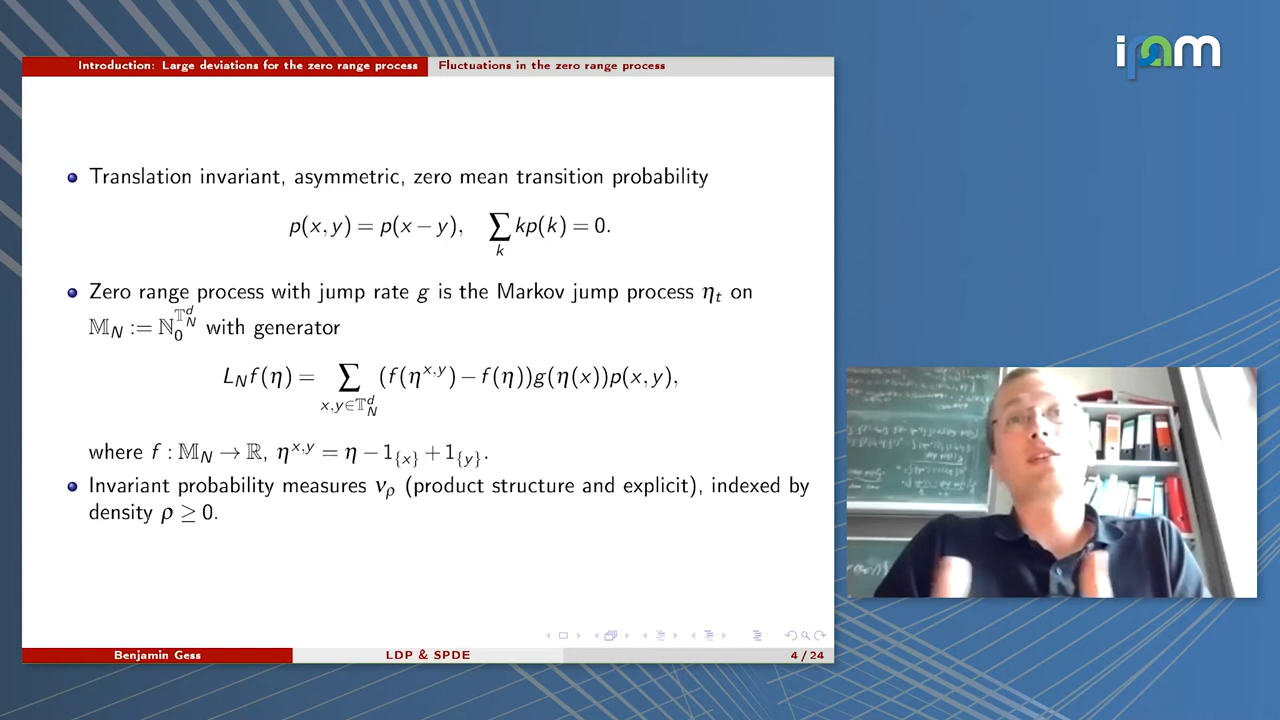 ipam
Introduction: Large deviations for the zero range process Fluctuations in the zero range process
Translation invariant, asymmetric, zero mean transition probability
p(x,y) = p(x − y), ∑_k kp(k) = 0.
Zero range process with jump rate g is the Markov jump process η_t on
𝕄_N := ℕ_0^{𝕋_N^d} with generator
L_N f(η) = ∑_{x,y∈𝕋_N^d} (f(η^{x,y}) − f(η))g(η(x))p(x,y),
where f : 𝕄_N → ℝ, η^{x,y} = η − 1_{{x}} + 1_{{y}}.
Invariant probability measures ν_ρ (product structure and explicit), indexed by
density ρ ≥ 0.
Benjamin Gess LDP & SPDE 4 / 24